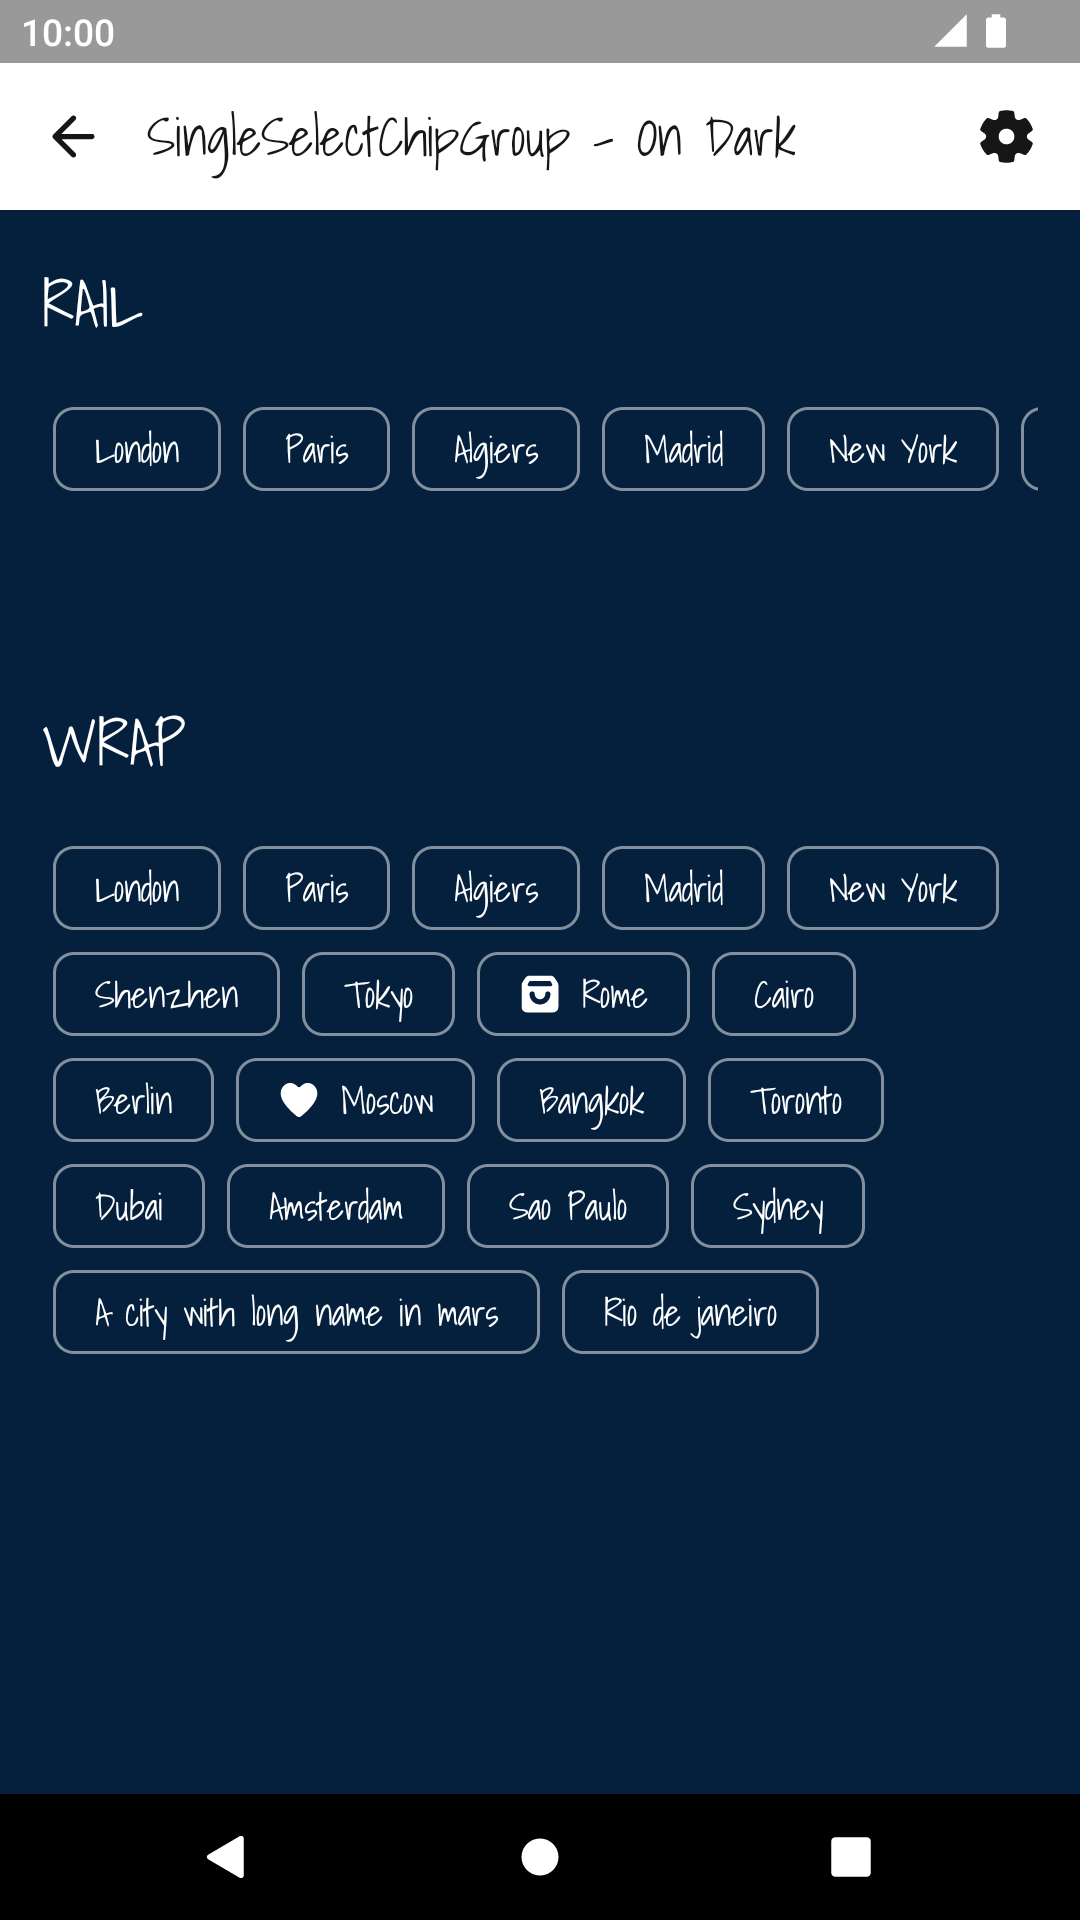 10:00
SingleSelectChipGroup - On Dark
RAIL
London Paris Algiers Madrid New York
WRAP
London Paris Algiers Madrid New York
Shenzhen Tokyo Rome Cairo
Berlin Moscow Bangkok Toronto
Dubai Amsterdam Sao Paulo Sydney
A city with long name in mars Rio de janeiro